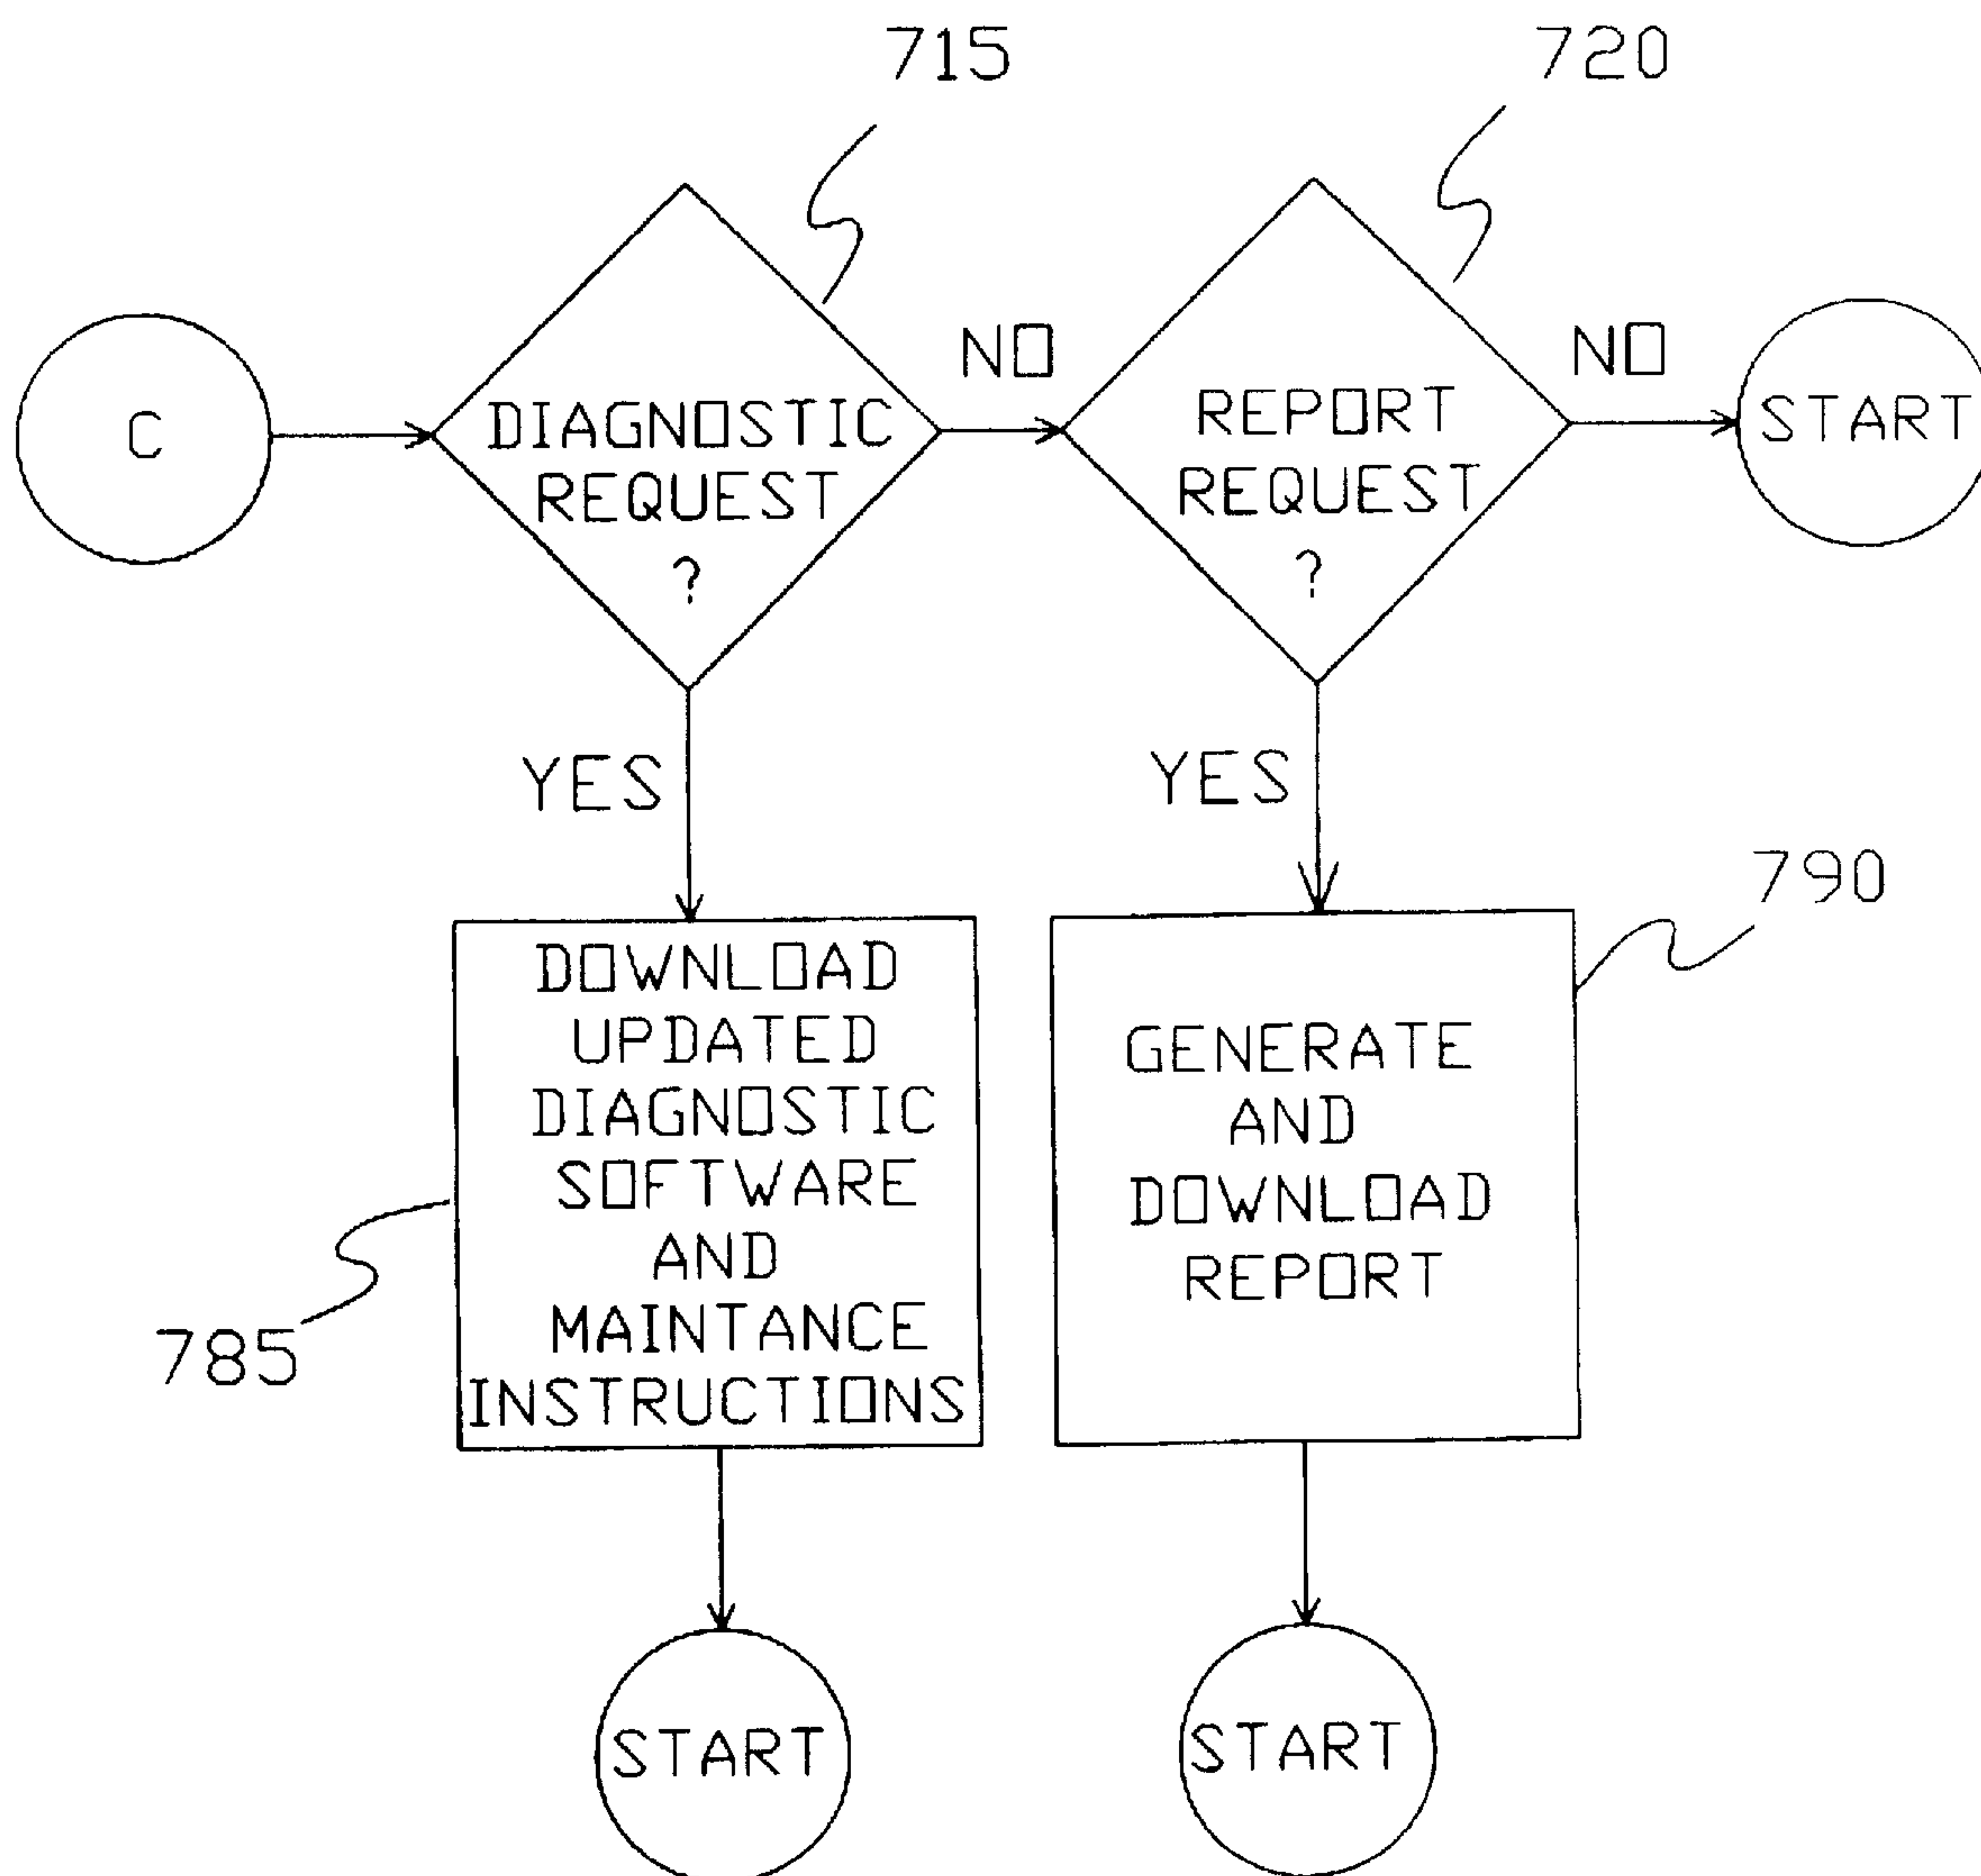 715
720
C
DIAGNOSTIC
REQUEST
?
NO
REPORT
REQUEST
?
NO
START
YES
YES
790
DOWNLOAD
UPDATED
DIAGNOSTIC
SOFTWARE
AND
MAINTANCE
INSTRUCTIONS
785
GENERATE
AND
DOWNLOAD
REPORT
START
START